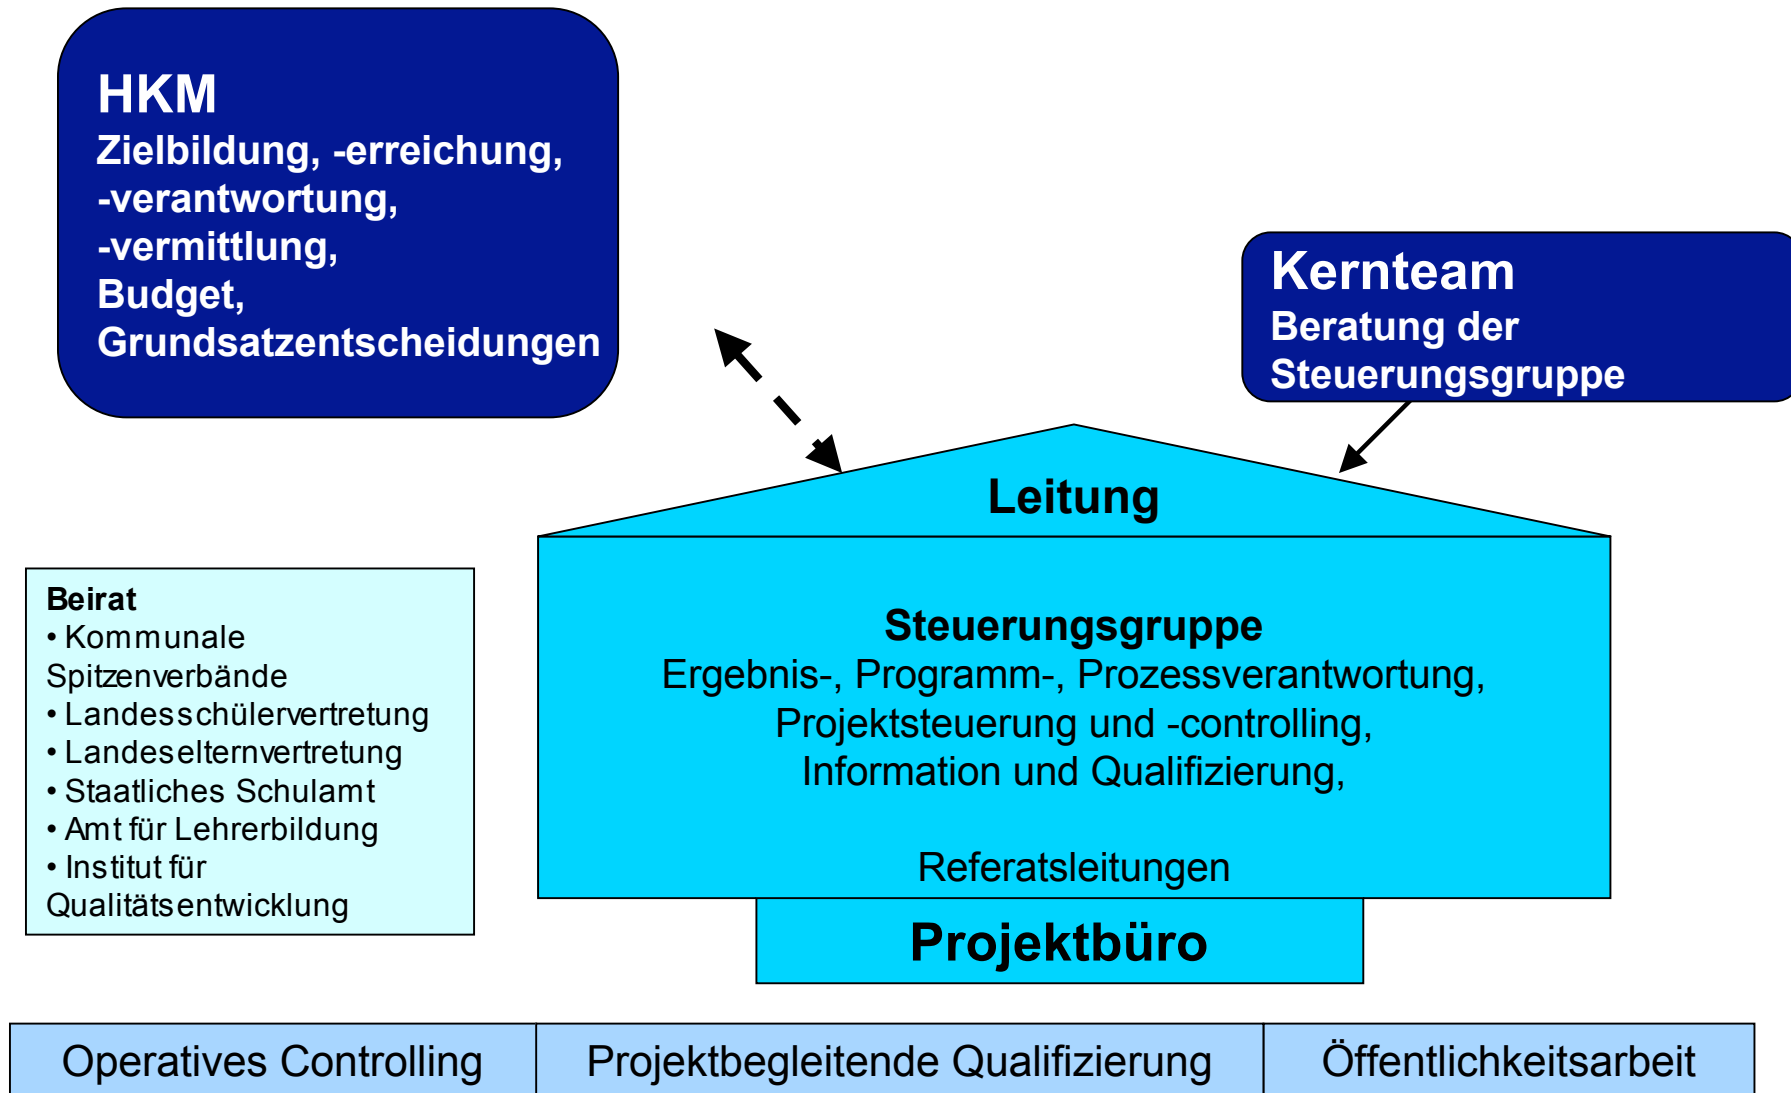 HKM
Zielbildung, -erreichung,
-verantwortung,
-vermittlung,
Budget,
Grundsatzentscheidungen
Kernteam
Beratung der
Steuerungsgruppe
Leitung
Steuerungsgruppe
Ergebnis-, Programm-, Prozessverantwortung,
Projektsteuerung und -controlling,
Information und Qualifizierung,
Referatsleitungen
Projektbüro
Beirat
• Kommunale
Spitzenverbände
• Landesschülervertretung
• Landeselternvertretung
• Staatliches Schulamt
• Amt für Lehrerbildung
• Institut für
Qualitätsentwicklung
Operatives Controlling
Projektbegleitende Qualifizierung
Öffentlichkeitsarbeit